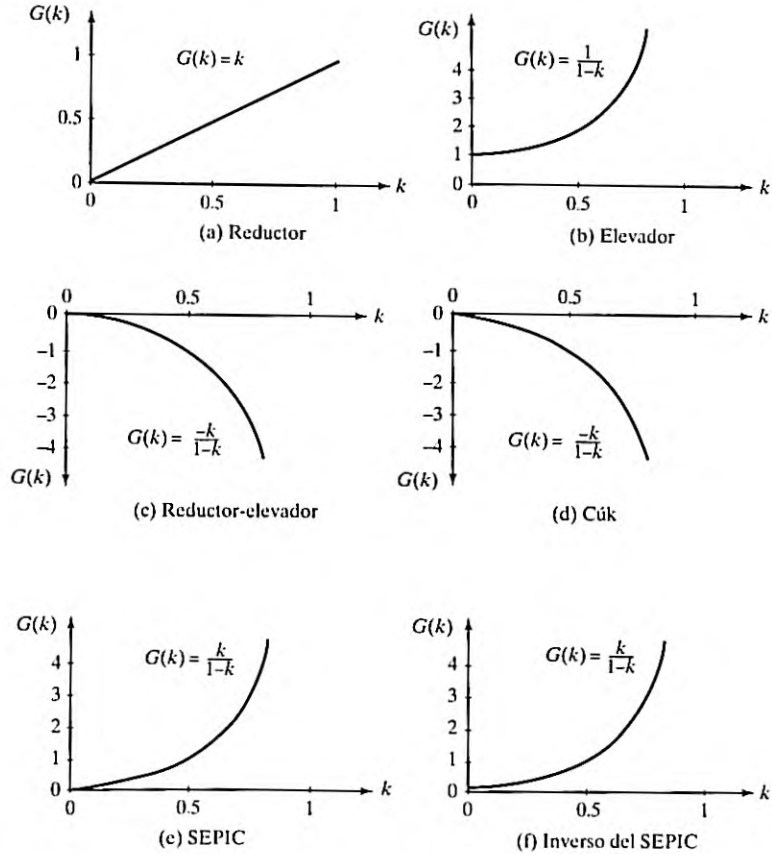 G(k)
1
G(k) = k
0.5
0
0
0.5
1
k
(a) Reductor
G(k)
4
G(k) = 1/1−k
3
2
1
0
0
0.5
1
k
(b) Elevador
0
0.5
1
k
0
−1
−2
−3
−4
G(k) = −k/1−k
G(k)
(c) Reductor-elevador
0
0.5
1
k
0
−1
−2
−3
−4
G(k) = −k/1−k
G(k)
(d) Cúk
G(k)
4
G(k) = k/1−k
3
2
1
0
0
0.5
1
k
(e) SEPIC
G(k)
4
G(k) = k/1−k
3
2
1
0
0
0.5
1
k
(f) Inverso del SEPIC